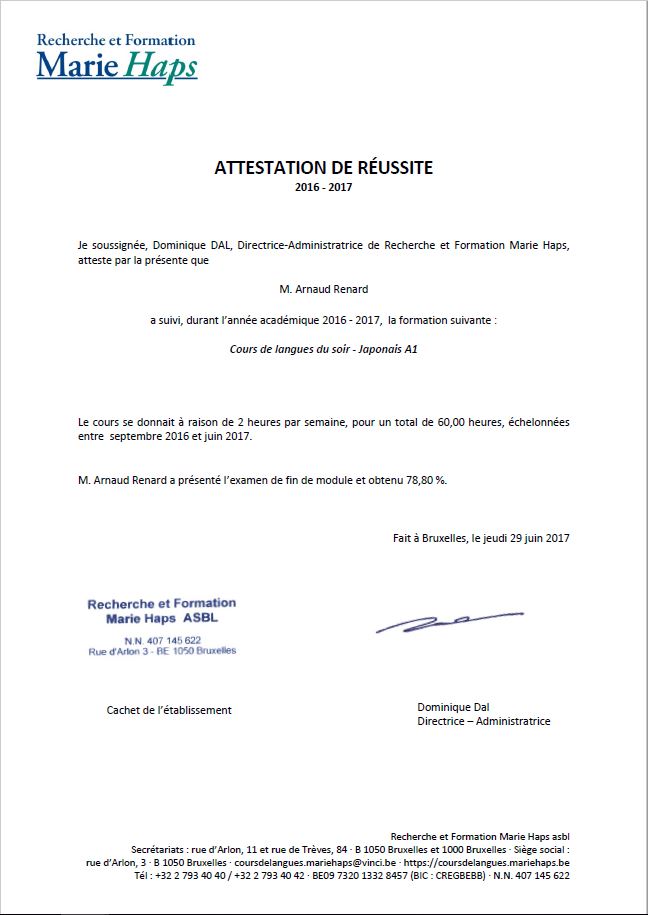 Recherche et Formation
Marie Haps
ATTESTATION DE RÉUSSITE
2016 - 2017
Je soussignée, Dominique DAL, Directrice-Administratrice de Recherche et Formation Marie Haps,
atteste par la présente que
M. Arnaud Renard
a suivi, durant l'année académique 2016 - 2017, la formation suivante :
Cours de langues du soir - Japonais A1
Le cours se donnait à raison de 2 heures par semaine, pour un total de 60,00 heures, échelonnées
entre septembre 2016 et juin 2017.
M. Arnaud Renard a présenté l'examen de fin de module et obtenu 78,80 %.
Fait à Bruxelles, le jeudi 29 juin 2017
Recherche et Formation
Marie Haps ASBL
N.N. 407 145 622
Rue d'Arlon 3 - BE 1050 Bruxelles
Cachet de l'établissement
Dominique Dal
Directrice – Administratrice
Recherche et Formation Marie Haps asbl
Secrétariats : rue d'Arlon, 11 et rue de Trèves, 84 · B 1050 Bruxelles et 1000 Bruxelles · Siège social :
rue d'Arlon, 3 · B 1050 Bruxelles · coursdelangues.mariehaps@vinci.be · https://coursdelangues.mariehaps.be
Tél : +32 2 793 40 40 / +32 2 793 40 42 · BE09 7320 1332 8457 (BIC : CREGBEBB) · N.N. 407 145 622